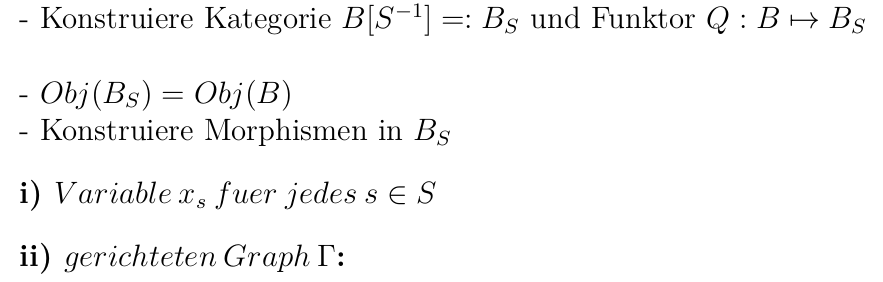 - Konstruiere Kategorie B[S⁻¹] =: B_S und Funktor Q : B ↦ B_S
- Obj(B_S) = Obj(B)
- Konstruiere Morphismen in B_S
i) Variable x_s fuer jedes s ∈ S
ii) gerichteten Graph Γ: